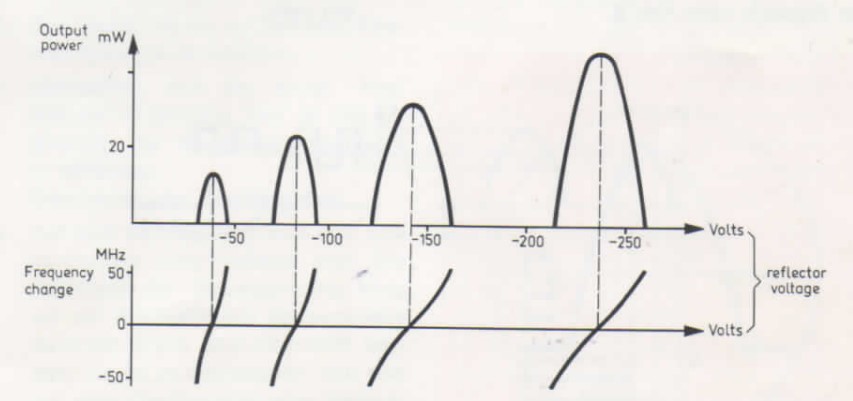 Output
power
mW
20
-50
-100
-150
-200
-250
Volts
MHz
Frequency
change
50
0
-50
Volts
reflector
voltage